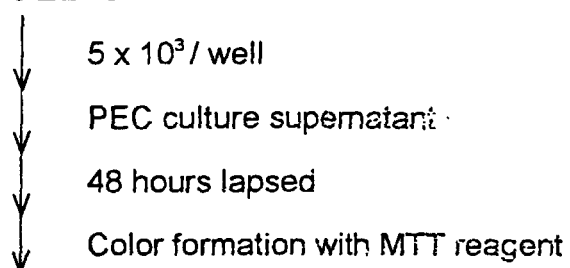 5 x 10³ / well
PEC culture supernatant
48 hours lapsed
Color formation with MTT reagent